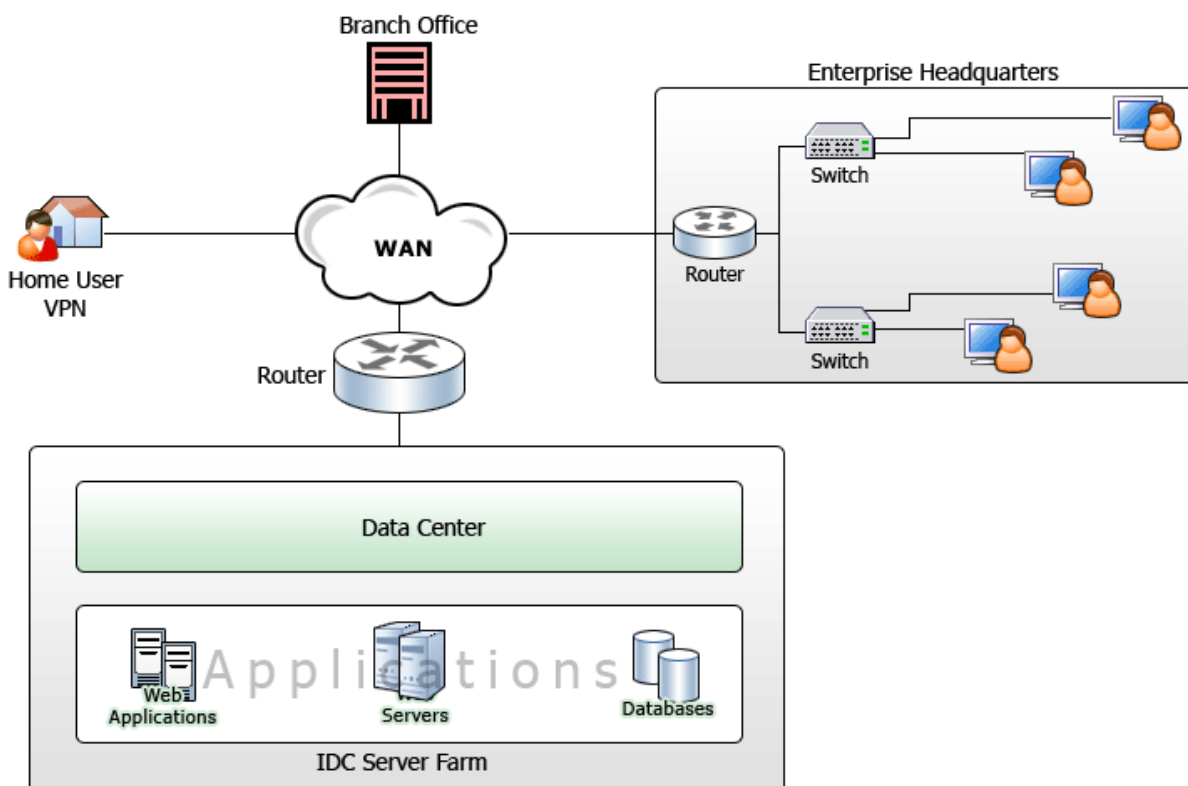 Branch Office
Enterprise Headquarters
Switch
WAN
Home User
VPN
Router
Switch
Router
Data Center
Applications
Web
Applications
Servers
Databases
IDC Server Farm